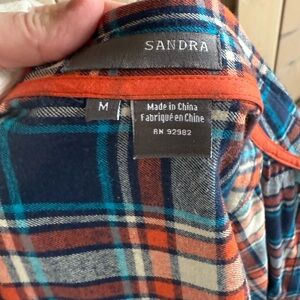 SANDRA
M
Made in China
Fabriqué en Chine
RN 92982